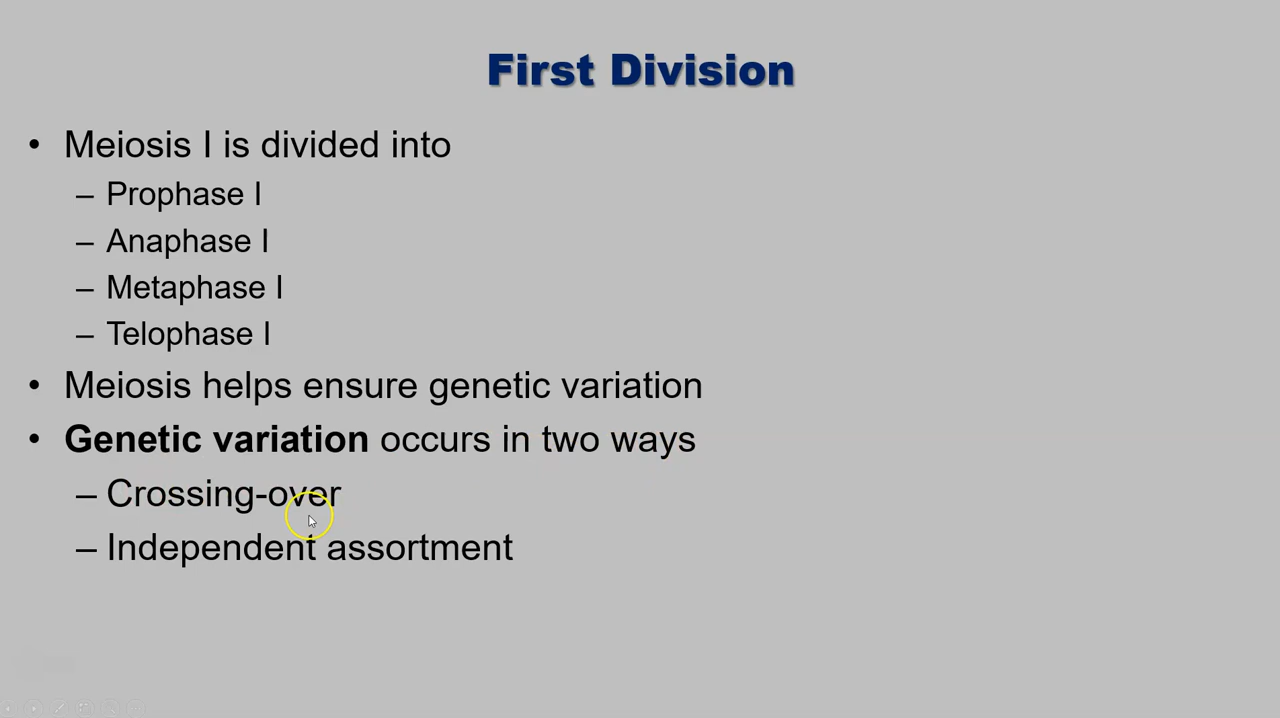 First Division
• Meiosis I is divided into
– Prophase I
– Anaphase I
– Metaphase I
– Telophase I
• Meiosis helps ensure genetic variation
• Genetic variation occurs in two ways
– Crossing-over
– Independent assortment